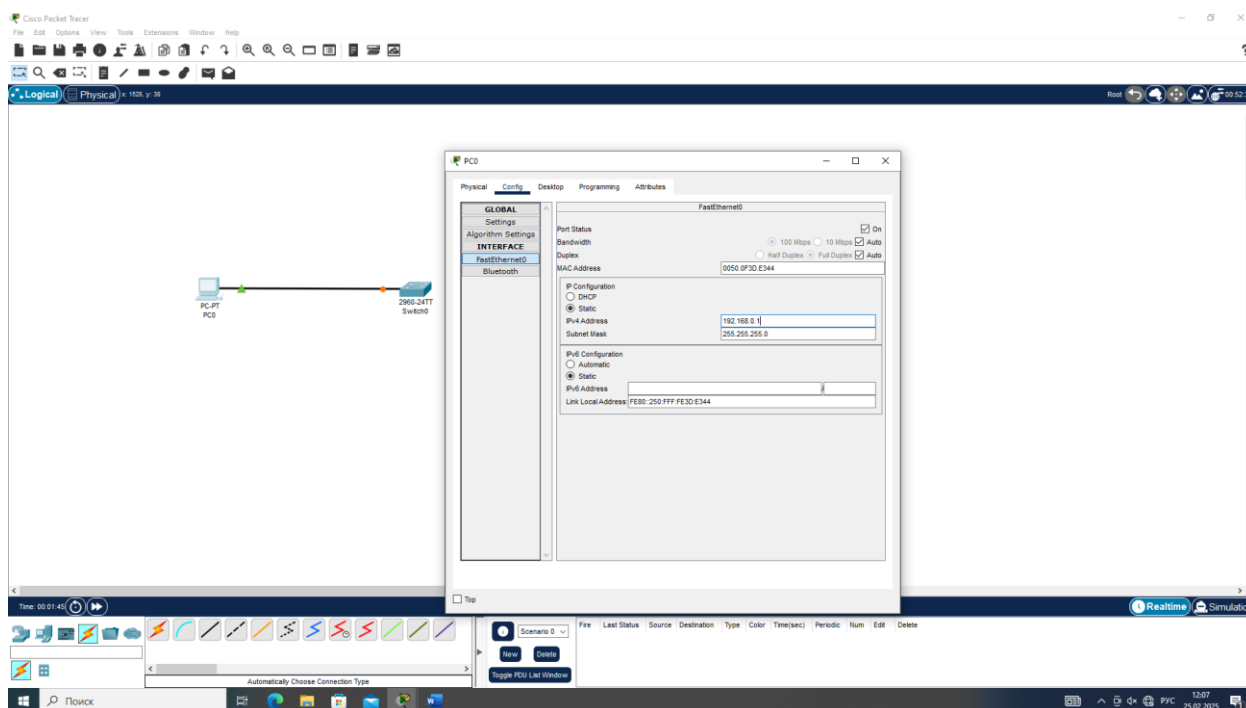 Cisco Packet Tracer
File Edit Options View Tools Extensions Window Help
Logical Physical x: 1528, y: 38 Root 00:52:
PC0
Physical Config Desktop Programming Attributes
GLOBAL
Settings
Algorithm Settings
INTERFACE
FastEthernet0
Bluetooth
FastEthernet0
Port Status On
Bandwidth 100 Mbps 10 Mbps Auto
Duplex Half Duplex Full Duplex Auto
MAC Address 0050.0F3D.E344
IP Configuration
DHCP
Static
IPv4 Address 192.168.0.1
Subnet Mask 255.255.255.0
IPv6 Configuration
Automatic
Static
IPv6 Address /
Link Local Address: FE80::250:FFF:FE3D:E344
PC-PT
PC0
2960-24TT
Switch0
Top
Time: 00:01:45 Realtime Simulatic
Scenario 0
New Delete
Toggle PDU List Window
Fire Last Status Source Destination Type Color Time(sec) Periodic Num Edit Delete
Automatically Choose Connection Type
Поиск
РУС 12:07
25.02.2025